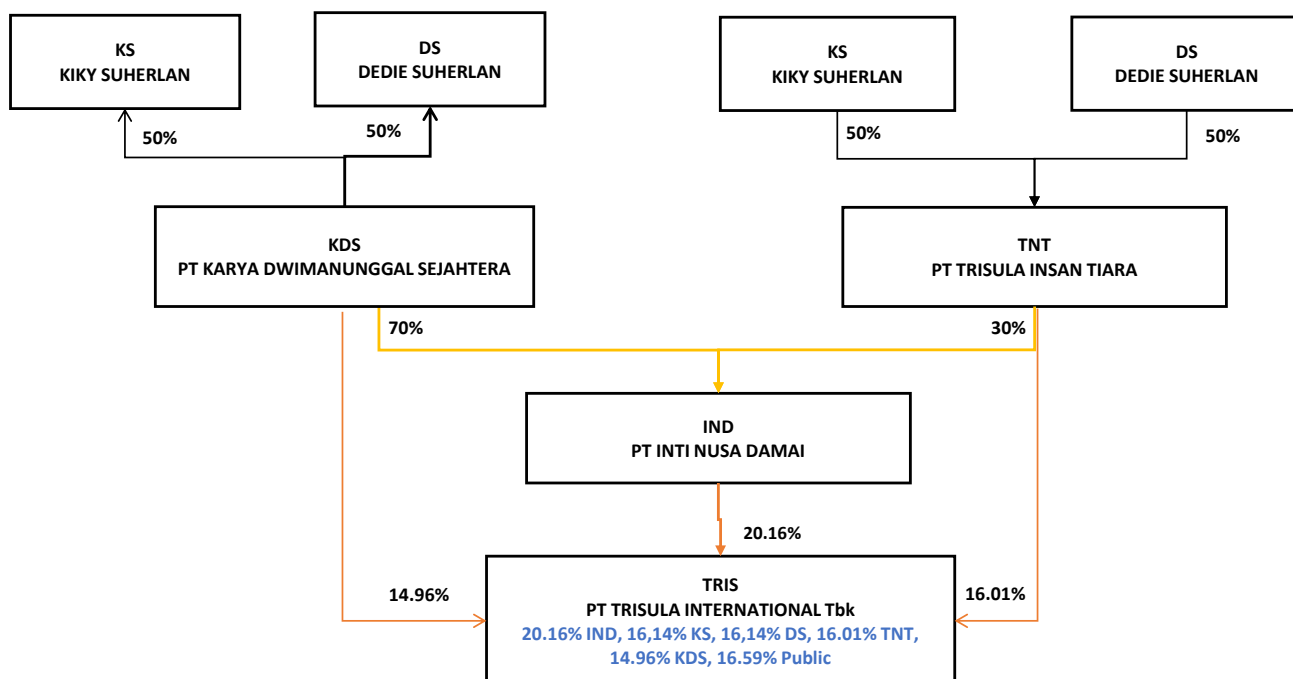 KS
KIKY SUHERLAN
DS
DEDIE SUHERLAN
KS
KIKY SUHERLAN
DS
DEDIE SUHERLAN
50%
50%
50%
50%
KDS
PT KARYA DWIMANUNGGAL SEJAHTERA
TNT
PT TRISULA INSAN TIARA
70%
30%
IND
PT INTI NUSA DAMAI
20.16%
14.96%
16.01%
TRIS
PT TRISULA INTERNATIONAL Tbk
20.16% IND, 16,14% KS, 16,14% DS, 16.01% TNT,
14.96% KDS, 16.59% Public